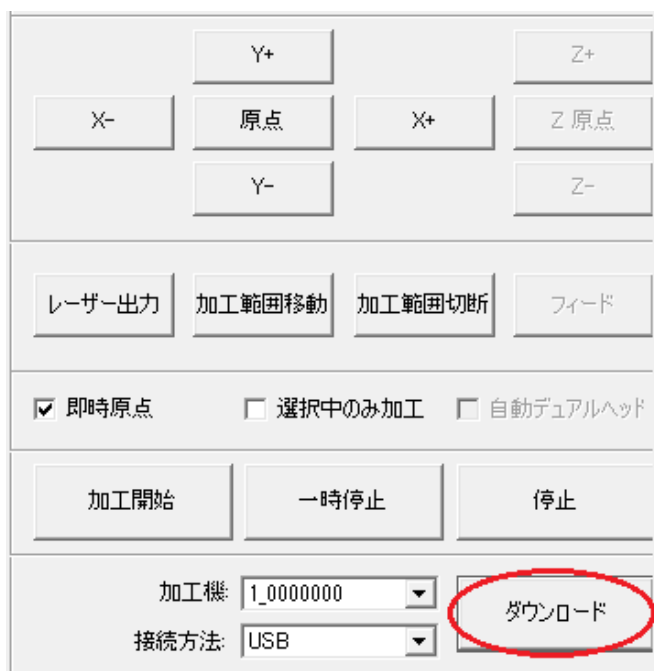 Y+ Z+
X- 原点 X+ Z 原点
Y- Z-
レーザー出力 加工範囲移動 加工範囲切断 フィード
即時原点 選択中のみ加工 自動デュアルヘッド
加工開始 一時停止 停止
加工機: 1_0000000
ダウンロード
接続方法: USB